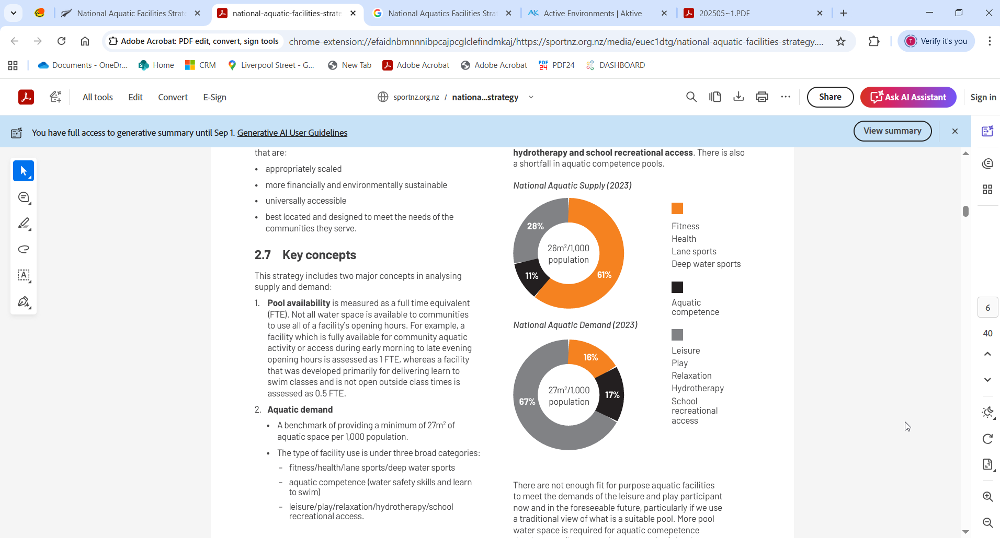 National Aquatic Facilities Strate
national-aquatic-facilities-strate
National Aquatics Facilities Strat
Active Environments | Aktive
202505~1.PDF
Adobe Acrobat: PDF edit, convert, sign tools
chrome-extension://efaidnbmnnnibpcajpcglclefindmkaj/https://sportnz.org.nz/media/euec1dtg/national-aquatic-facilities-strategy....
T
Verify it's you
Documents - OneDr...
Home
CRM
Liverpool Street - G...
New Tab
Adobe Acrobat
Adobe Acrobat
PDF24
DASHBOARD
All tools
Edit
Convert
E-Sign
sportnz.org.nz / nationa...strategy
Share
Ask AI Assistant
Sign in
You have full access to generative summary until Sep 1. Generative AI User Guidelines
View summary
that are:
• appropriately scaled
• more financially and environmentally sustainable
• universally accessible
• best located and designed to meet the needs of the
communities they serve.
2.7 Key concepts
This strategy includes two major concepts in analysing
supply and demand:
1. Pool availability is measured as a full time equivalent
(FTE). Not all water space is available to communities
to use all of a facility's opening hours. For example, a
facility which is fully available for community aquatic
activity or access during early morning to late evening
opening hours is assessed as 1 FTE, whereas a facility
that was developed primarily for delivering learn to
swim classes and is not open outside class times is
assessed as 0.5 FTE.
2. Aquatic demand
• A benchmark of providing a minimum of 27m² of
aquatic space per 1,000 population.
• The type of facility use is under three broad categories:
– fitness/health/lane sports/deep water sports
– aquatic competence (water safety skills and learn
to swim)
– leisure/play/relaxation/hydrotherapy/school
recreational access.
hydrotherapy and school recreational access. There is also
a shortfall in aquatic competence pools.
National Aquatic Supply (2023)
28%
26m²/1,000
population
11%
61%
Fitness
Health
Lane sports
Deep water sports
Aquatic
competence
National Aquatic Demand (2023)
16%
27m²/1,000
population
17%
67%
Leisure
Play
Relaxation
Hydrotherapy
School
recreational
access
There are not enough fit for purpose aquatic facilities
to meet the demands of the leisure and play participant
now and in the foreseeable future, particularly if we use
a traditional view of what is a suitable pool. More pool
water space is required for aquatic comepetence
6
40